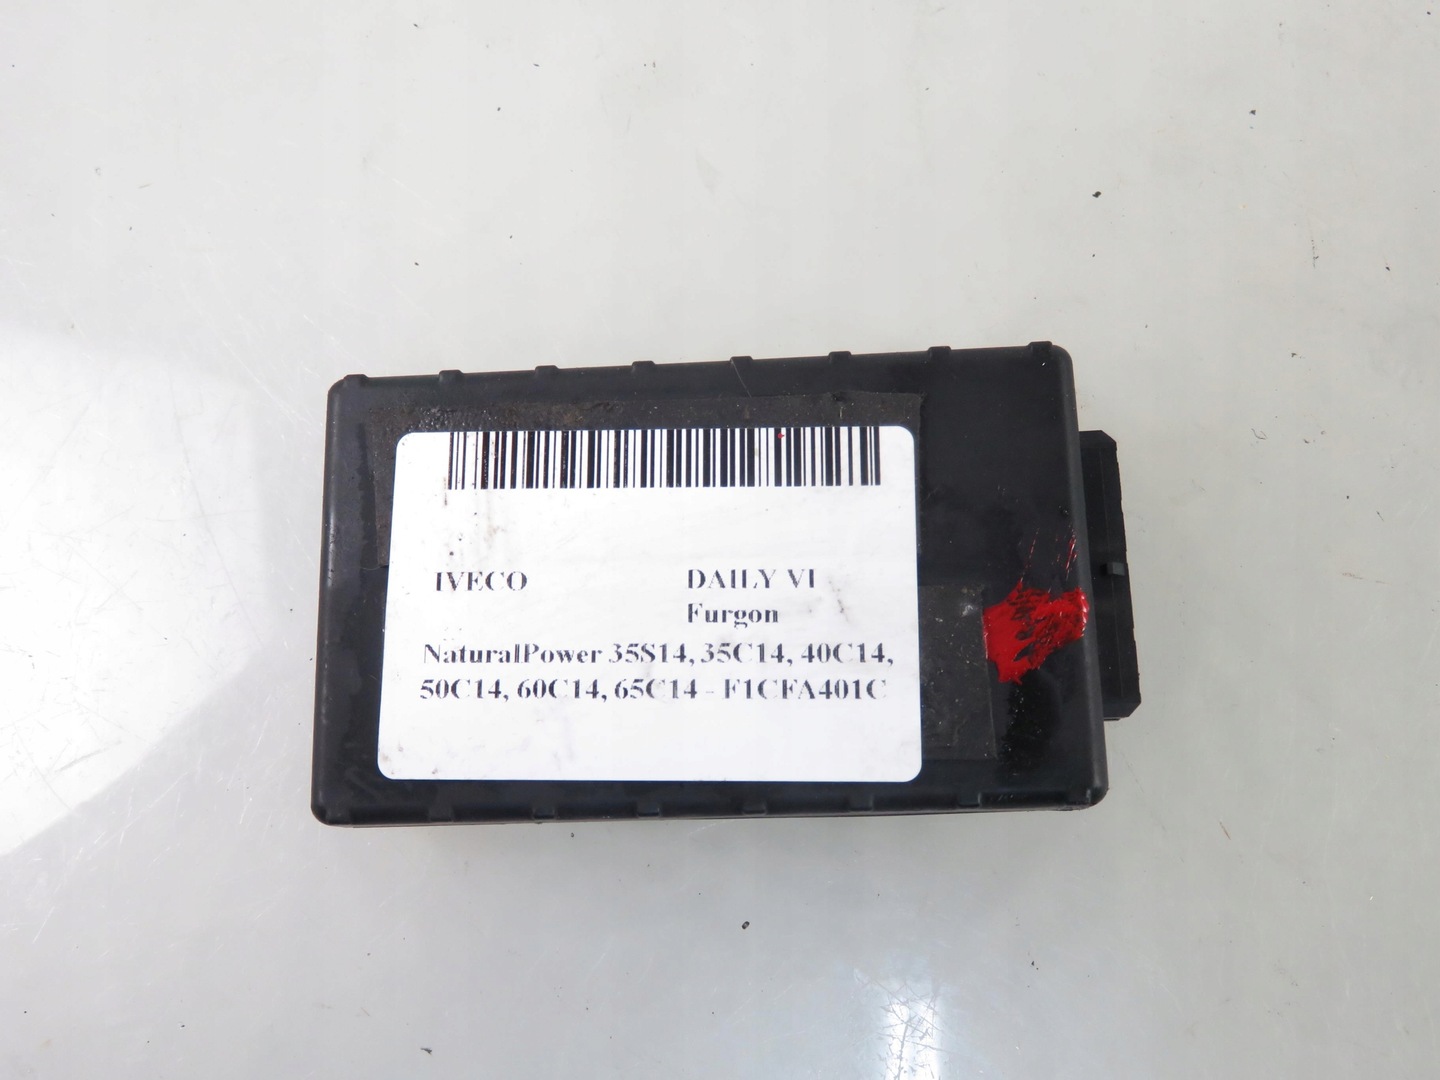 IVECO DAILY VI
Furgon
NaturalPower 35S14, 35C14, 40C14,
50C14, 60C14, 65C14 - F1CFA401C